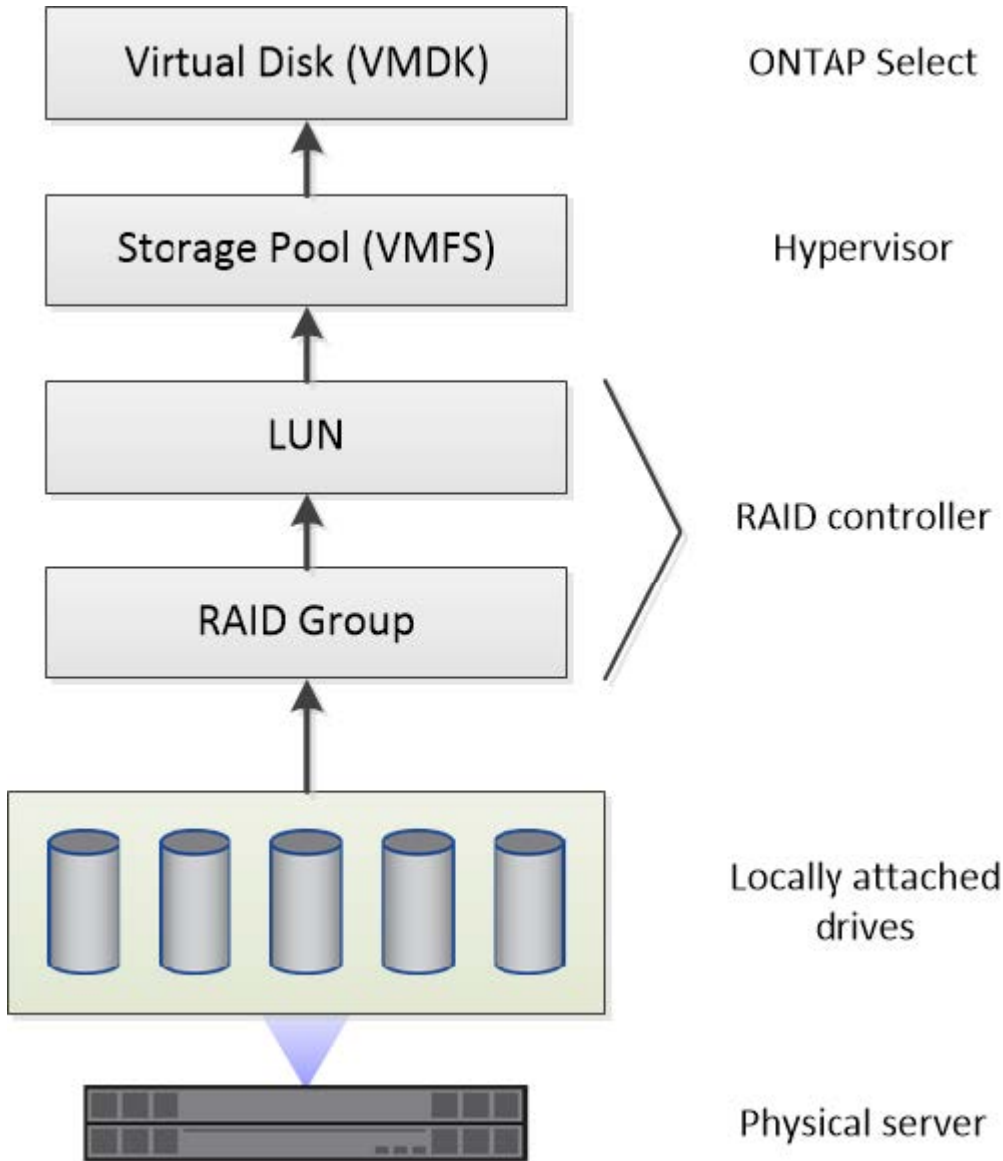 Virtual Disk (VMDK)
ONTAP Select
Storage Pool (VMFS)
Hypervisor
LUN
RAID controller
RAID Group
Locally attached
drives
Physical server